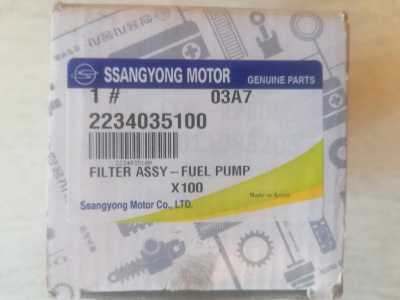 SSANGYONG MOTOR GENUINE PARTS
1 # 03A7
2234035100
2234035100
FILTER ASSY-FUEL PUMP
X100
Made in Korea
Ssangyong Motor Co., LTD.